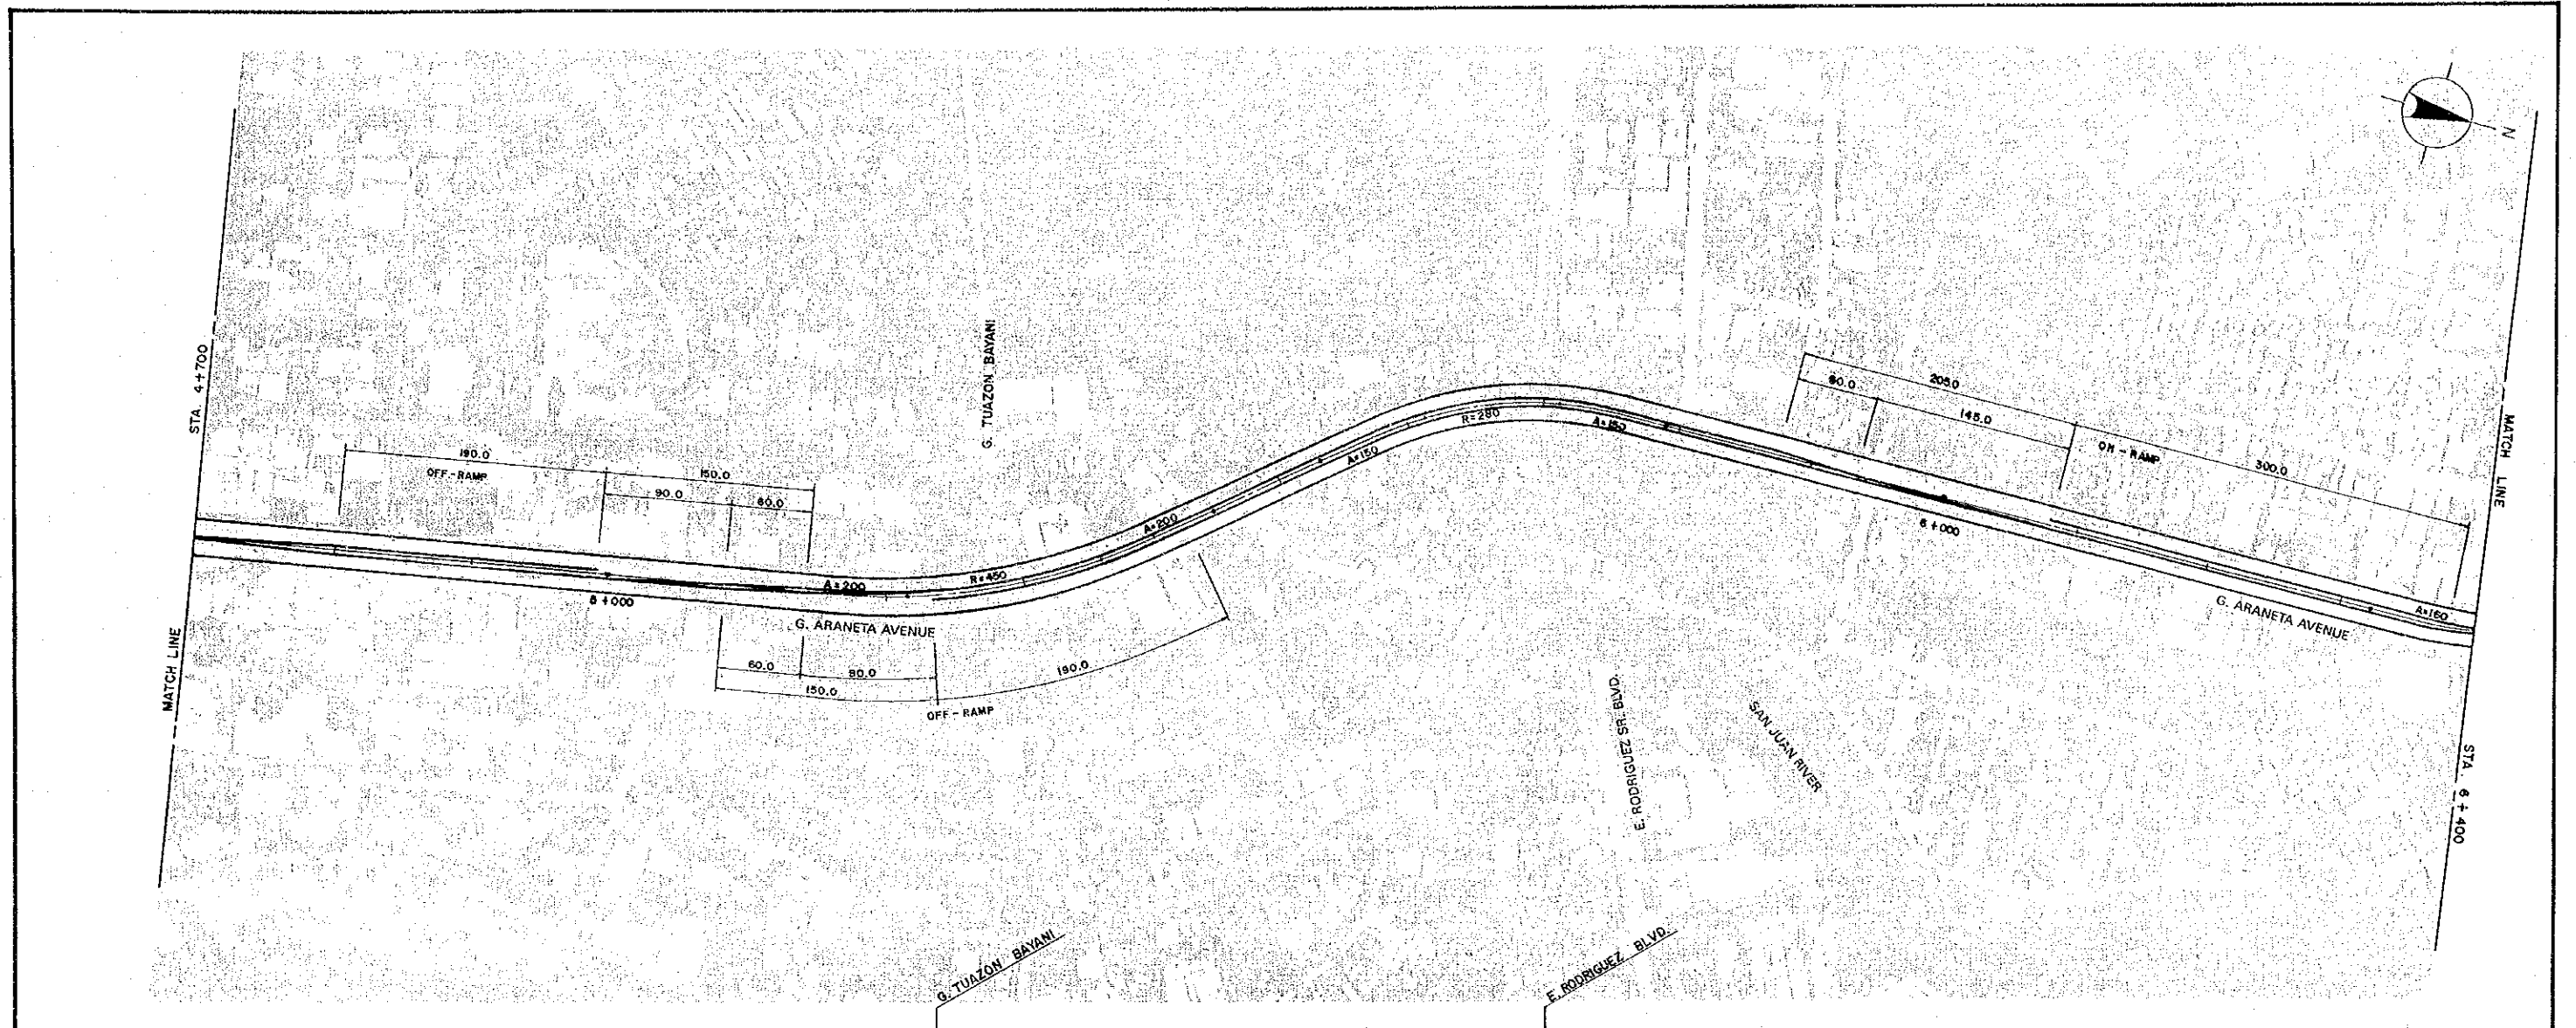 N
STA. 4+700
MATCH LINE
G. TUAZON BAYANI
190.0
OFF-RAMP
150.0
90.0
60.0
5+000
A=200
R=450
A=200
A=150
R=280
A=150
G. ARANETA AVENUE
60.0
90.0
150.0
OFF-RAMP
190.0
60.0
205.0
145.0
ON-RAMP
300.0
6+000
G. ARANETA AVENUE
A=160
MATCH LINE
STA 6+400
E. RODRIGUEZ SR. BLVD.
SAN JUAN RIVER
G. TUAZON BAYANI
E. RODRIGUEZ BLVD.